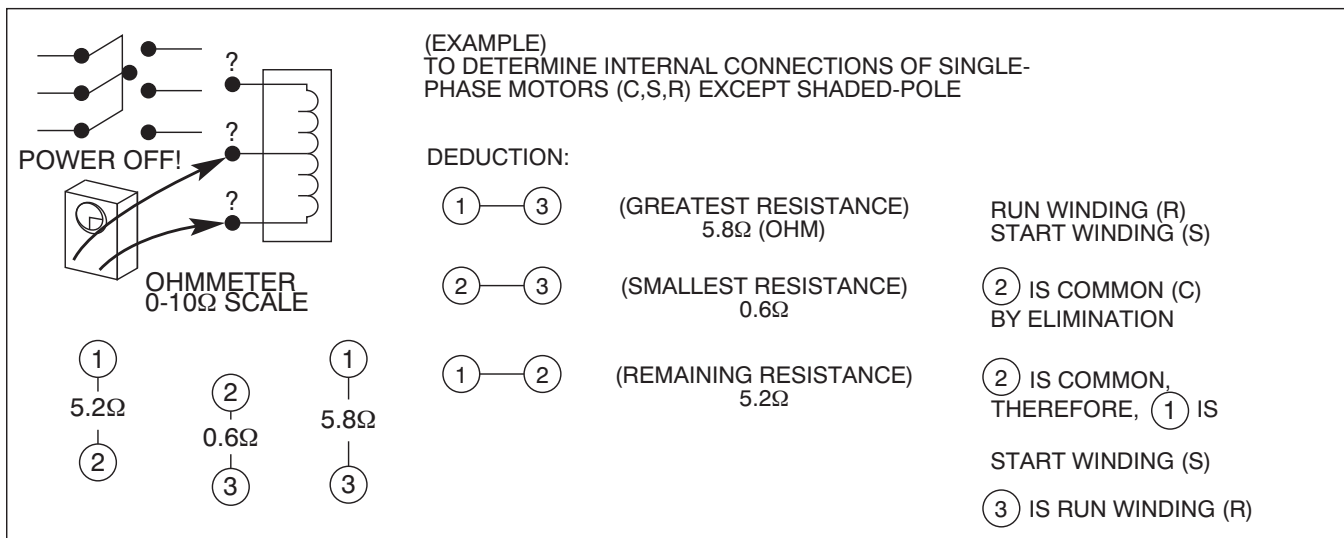 (EXAMPLE)
TO DETERMINE INTERNAL CONNECTIONS OF SINGLE-
PHASE MOTORS (C,S,R) EXCEPT SHADED-POLE
?
?
?
POWER OFF!
OHMMETER
0-10Ω SCALE
1
5.2Ω
2
2
0.6Ω
3
1
5.8Ω
3
DEDUCTION:
1 3 (GREATEST RESISTANCE) RUN WINDING (R)
5.8Ω (OHM) START WINDING (S)
2 3 (SMALLEST RESISTANCE) 2 IS COMMON (C)
0.6Ω BY ELIMINATION
1 2 (REMAINING RESISTANCE) 2 IS COMMON,
5.2Ω THEREFORE, 1 IS
START WINDING (S)
3 IS RUN WINDING (R)